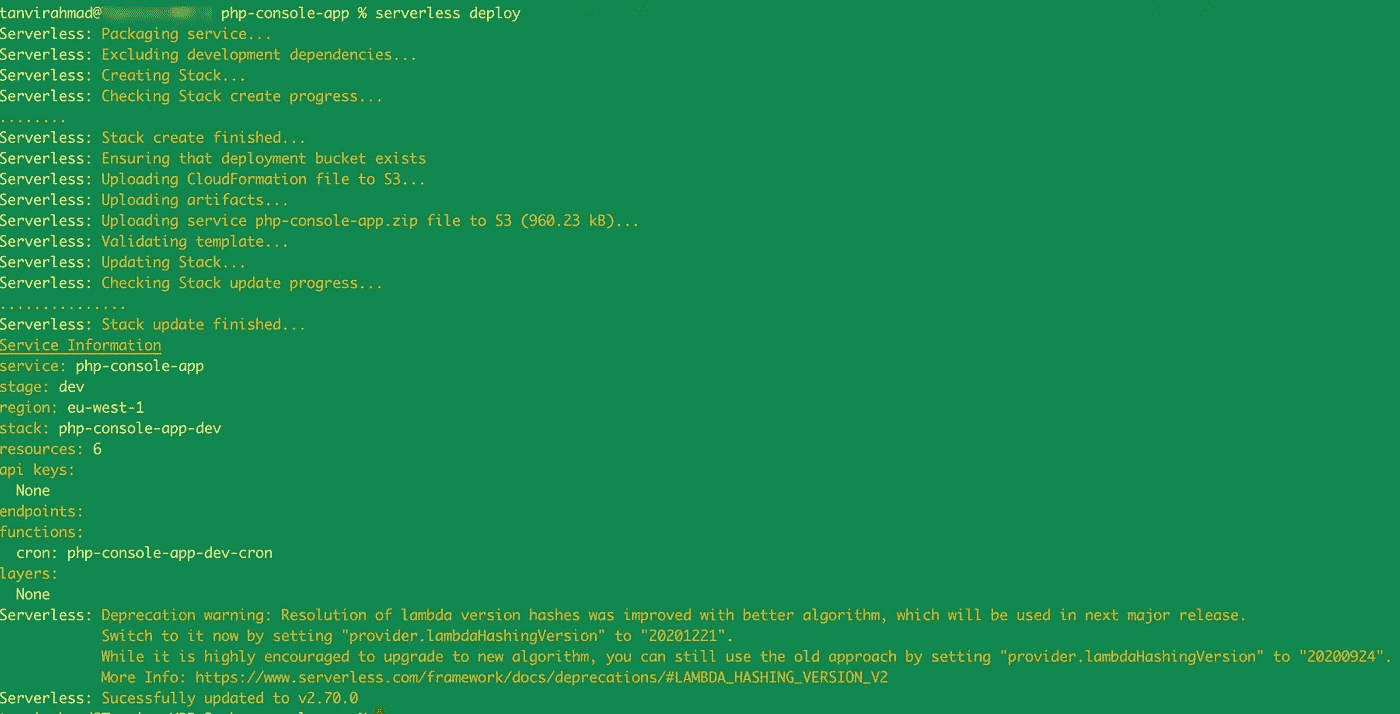 tanvirahmad@ php-console-app % serverless deploy
Serverless: Packaging service...
Serverless: Excluding development dependencies...
Serverless: Creating Stack...
Serverless: Checking Stack create progress...
........
Serverless: Stack create finished...
Serverless: Ensuring that deployment bucket exists
Serverless: Uploading CloudFormation file to S3...
Serverless: Uploading artifacts...
Serverless: Uploading service php-console-app.zip file to S3 (960.23 kB)...
Serverless: Validating template...
Serverless: Updating Stack...
Serverless: Checking Stack update progress...
...............
Serverless: Stack update finished...
Service Information
service: php-console-app
stage: dev
region: eu-west-1
stack: php-console-app-dev
resources: 6
api keys:
  None
endpoints:
functions:
  cron: php-console-app-dev-cron
layers:
  None
Serverless: Deprecation warning: Resolution of lambda version hashes was improved with better algorithm, which will be used in next major release.
            Switch to it now by setting "provider.lambdaHashingVersion" to "20201221".
            While it is highly encouraged to upgrade to new algorithm, you can still use the old approach by setting "provider.lambdaHashingVersion" to "20200924".
            More Info: https://www.serverless.com/framework/docs/deprecations/#LAMBDA_HASHING_VERSION_V2
Serverless: Sucessfully updated to v2.70.0